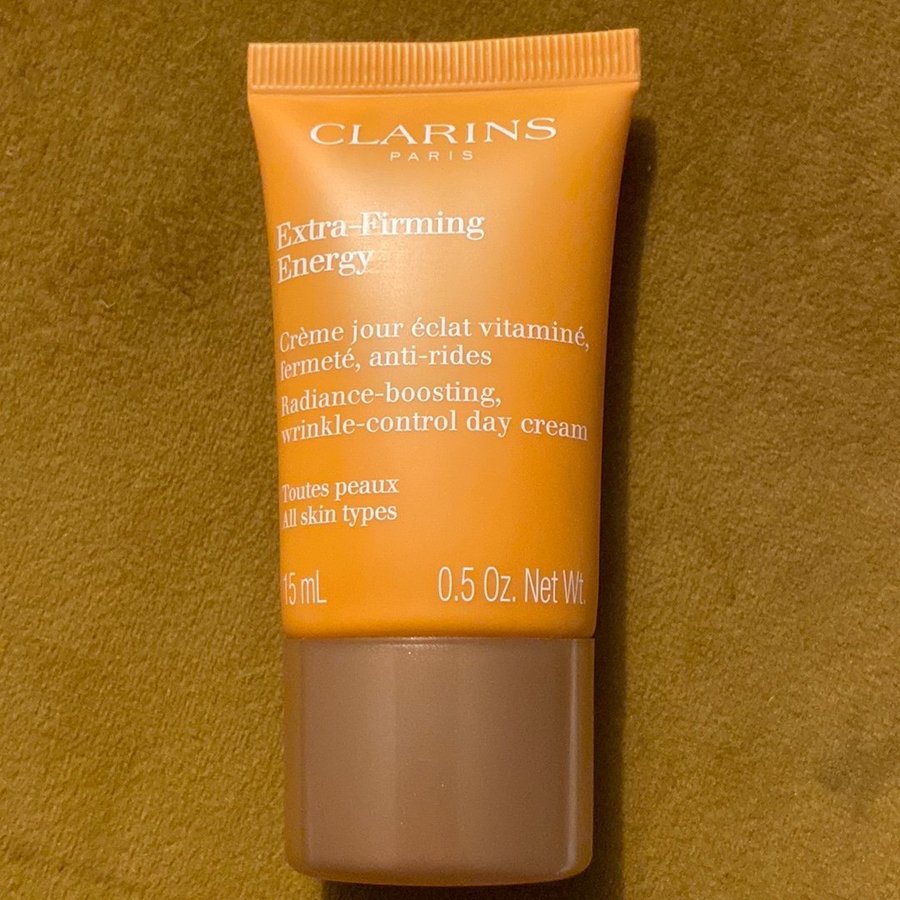 CLARINS
PARIS
Extra-Firming
Energy
Crème jour éclat vitaminé,
fermeté, anti-rides
Radiance-boosting,
wrinkle-control day cream
Toutes peaux
All skin types
15 mL 0.5 Oz. Net Wt.